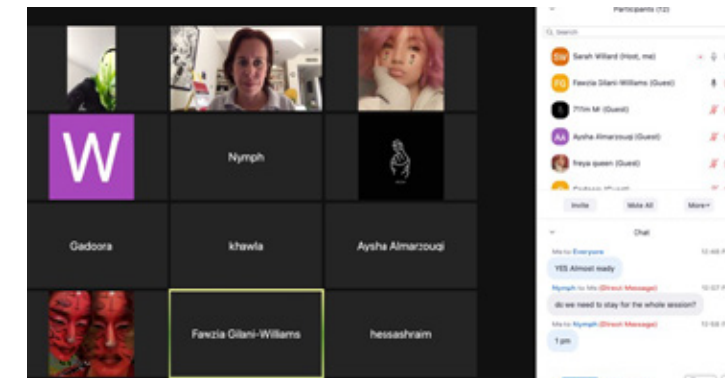 W
Nymph
Gadoora
khawla
Aysha Almarzouqi
Fawzia Gilani-Williams
hessashraim
Participants (12)
Search
SW Sarah Willard (Host, me)
FG Fawzia Gilani-Williams (Guest)
AA Aysha Almarzouqi (Guest)
freya queen (Guest)
Invite
Mute All
More
Chat
Me to Everyone
YES Almost ready
Nymph to Me (Direct Message)
do we need to stay for the whole session?
Me to Nymph (Direct Message)
1 pm